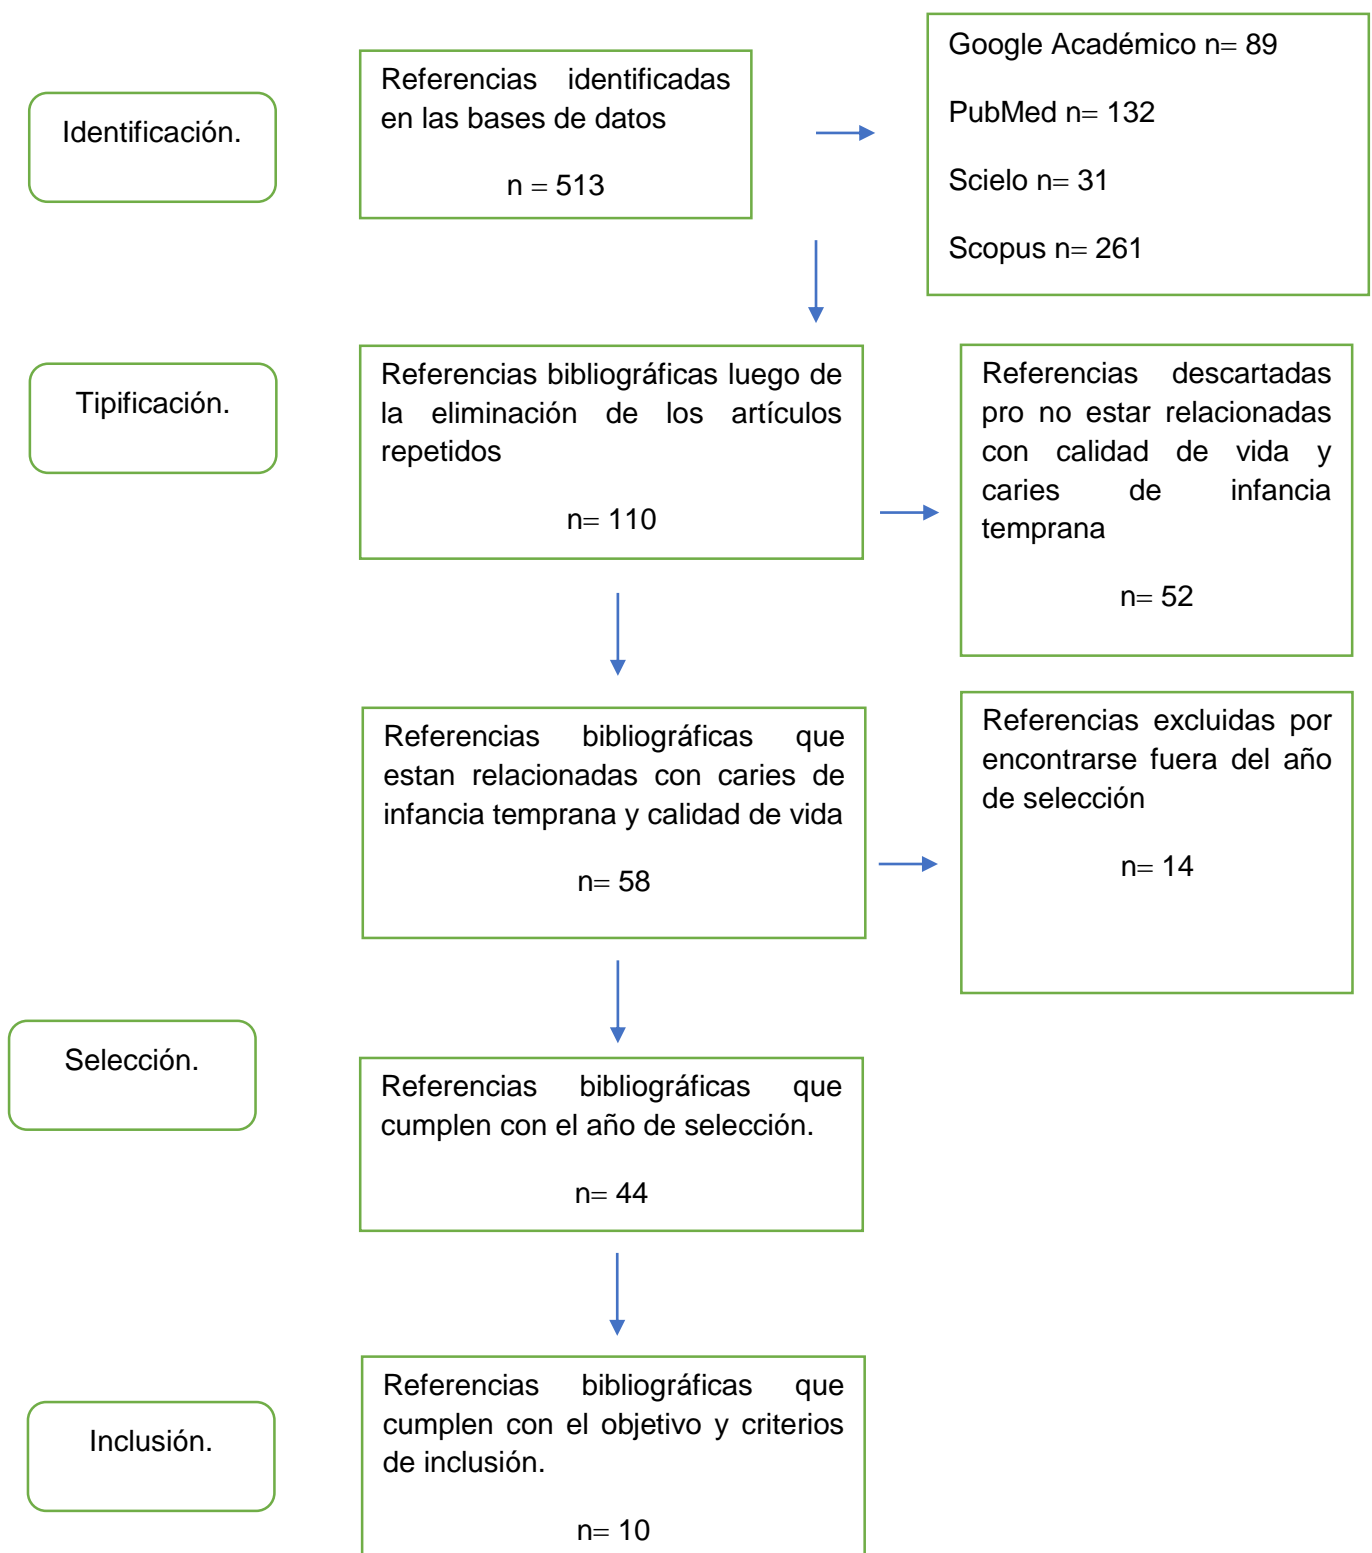 Identificación.
Referencias identificadas
en las bases de datos
n = 513
Google Académico n= 89
PubMed n= 132
Scielo n= 31
Scopus n= 261
Tipificación.
Referencias bibliográficas luego de
la eliminación de los artículos
repetidos
n= 110
Referencias descartadas
pro no estar relacionadas
con calidad de vida y
caries de infancia
temprana
n= 52
Referencias bibliográficas que
estan relacionadas con caries de
infancia temprana y calidad de vida
n= 58
Referencias excluidas por
encontrarse fuera del año
de selección
n= 14
Selección.
Referencias bibliográficas que
cumplen con el año de selección.
n= 44
Inclusión.
Referencias bibliográficas que
cumplen con el objetivo y criterios
de inclusión.
n= 10